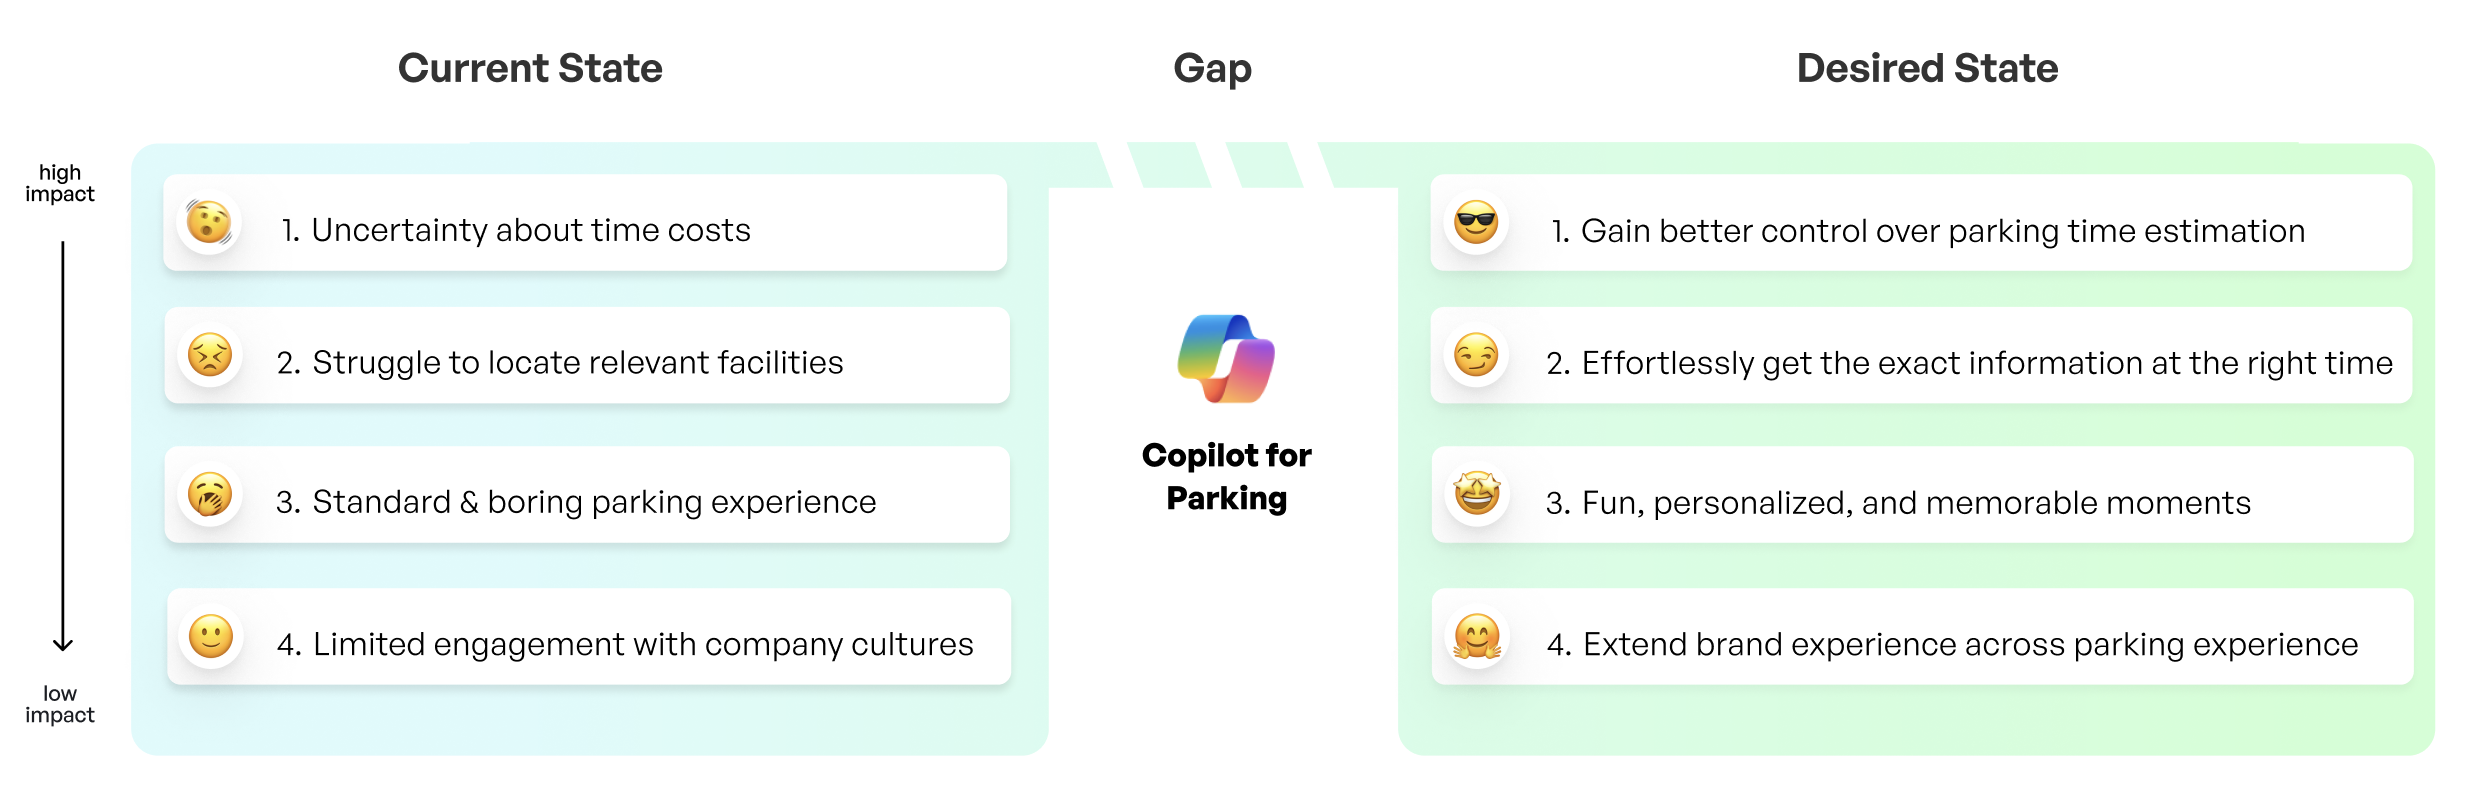 Current State
Gap
Desired State
high
impact
low
impact
1. Uncertainty about time costs
2. Struggle to locate relevant facilities
3. Standard & boring parking experience
4. Limited engagement with company cultures
Copilot for
Parking
1. Gain better control over parking time estimation
2. Effortlessly get the exact information at the right time
3. Fun, personalized, and memorable moments
4. Extend brand experience across parking experience